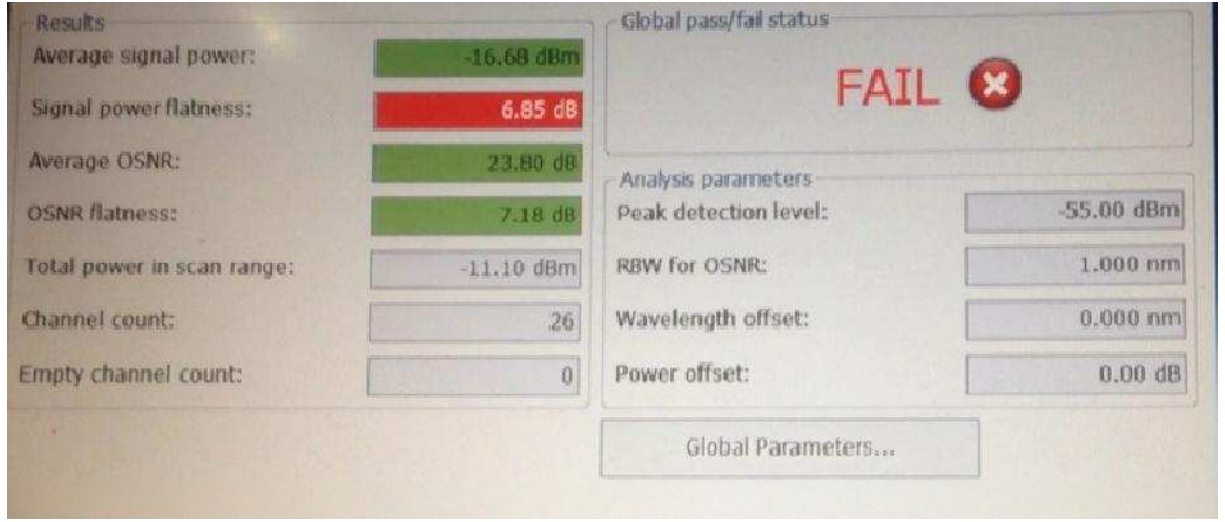 Results
Average signal power: -16.68 dBm
Signal power flatness: 6.85 dB
Average OSNR: 23.80 dB
OSNR flatness: 7.18 dB
Total power in scan range: -11.10 dBm
Channel count: 26
Empty channel count: 0
Global pass/fail status
FAIL
Analysis parameters
Peak detection level: -55.00 dBm
RBW for OSNR: 1.000 nm
Wavelength offset: 0.000 nm
Power offset: 0.00 dB
Global Parameters...